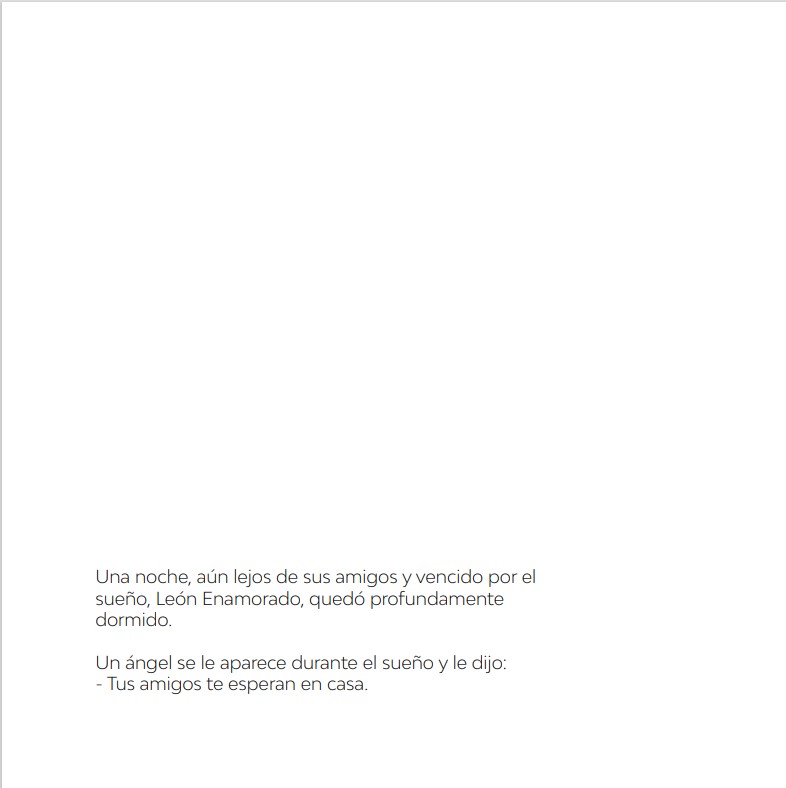 Una noche, aún lejos de sus amigos y vencido por el
sueño, León Enamorado, quedó profundamente
dormido.
Un ángel se le aparece durante el sueño y le dijo:
- Tus amigos te esperan en casa.